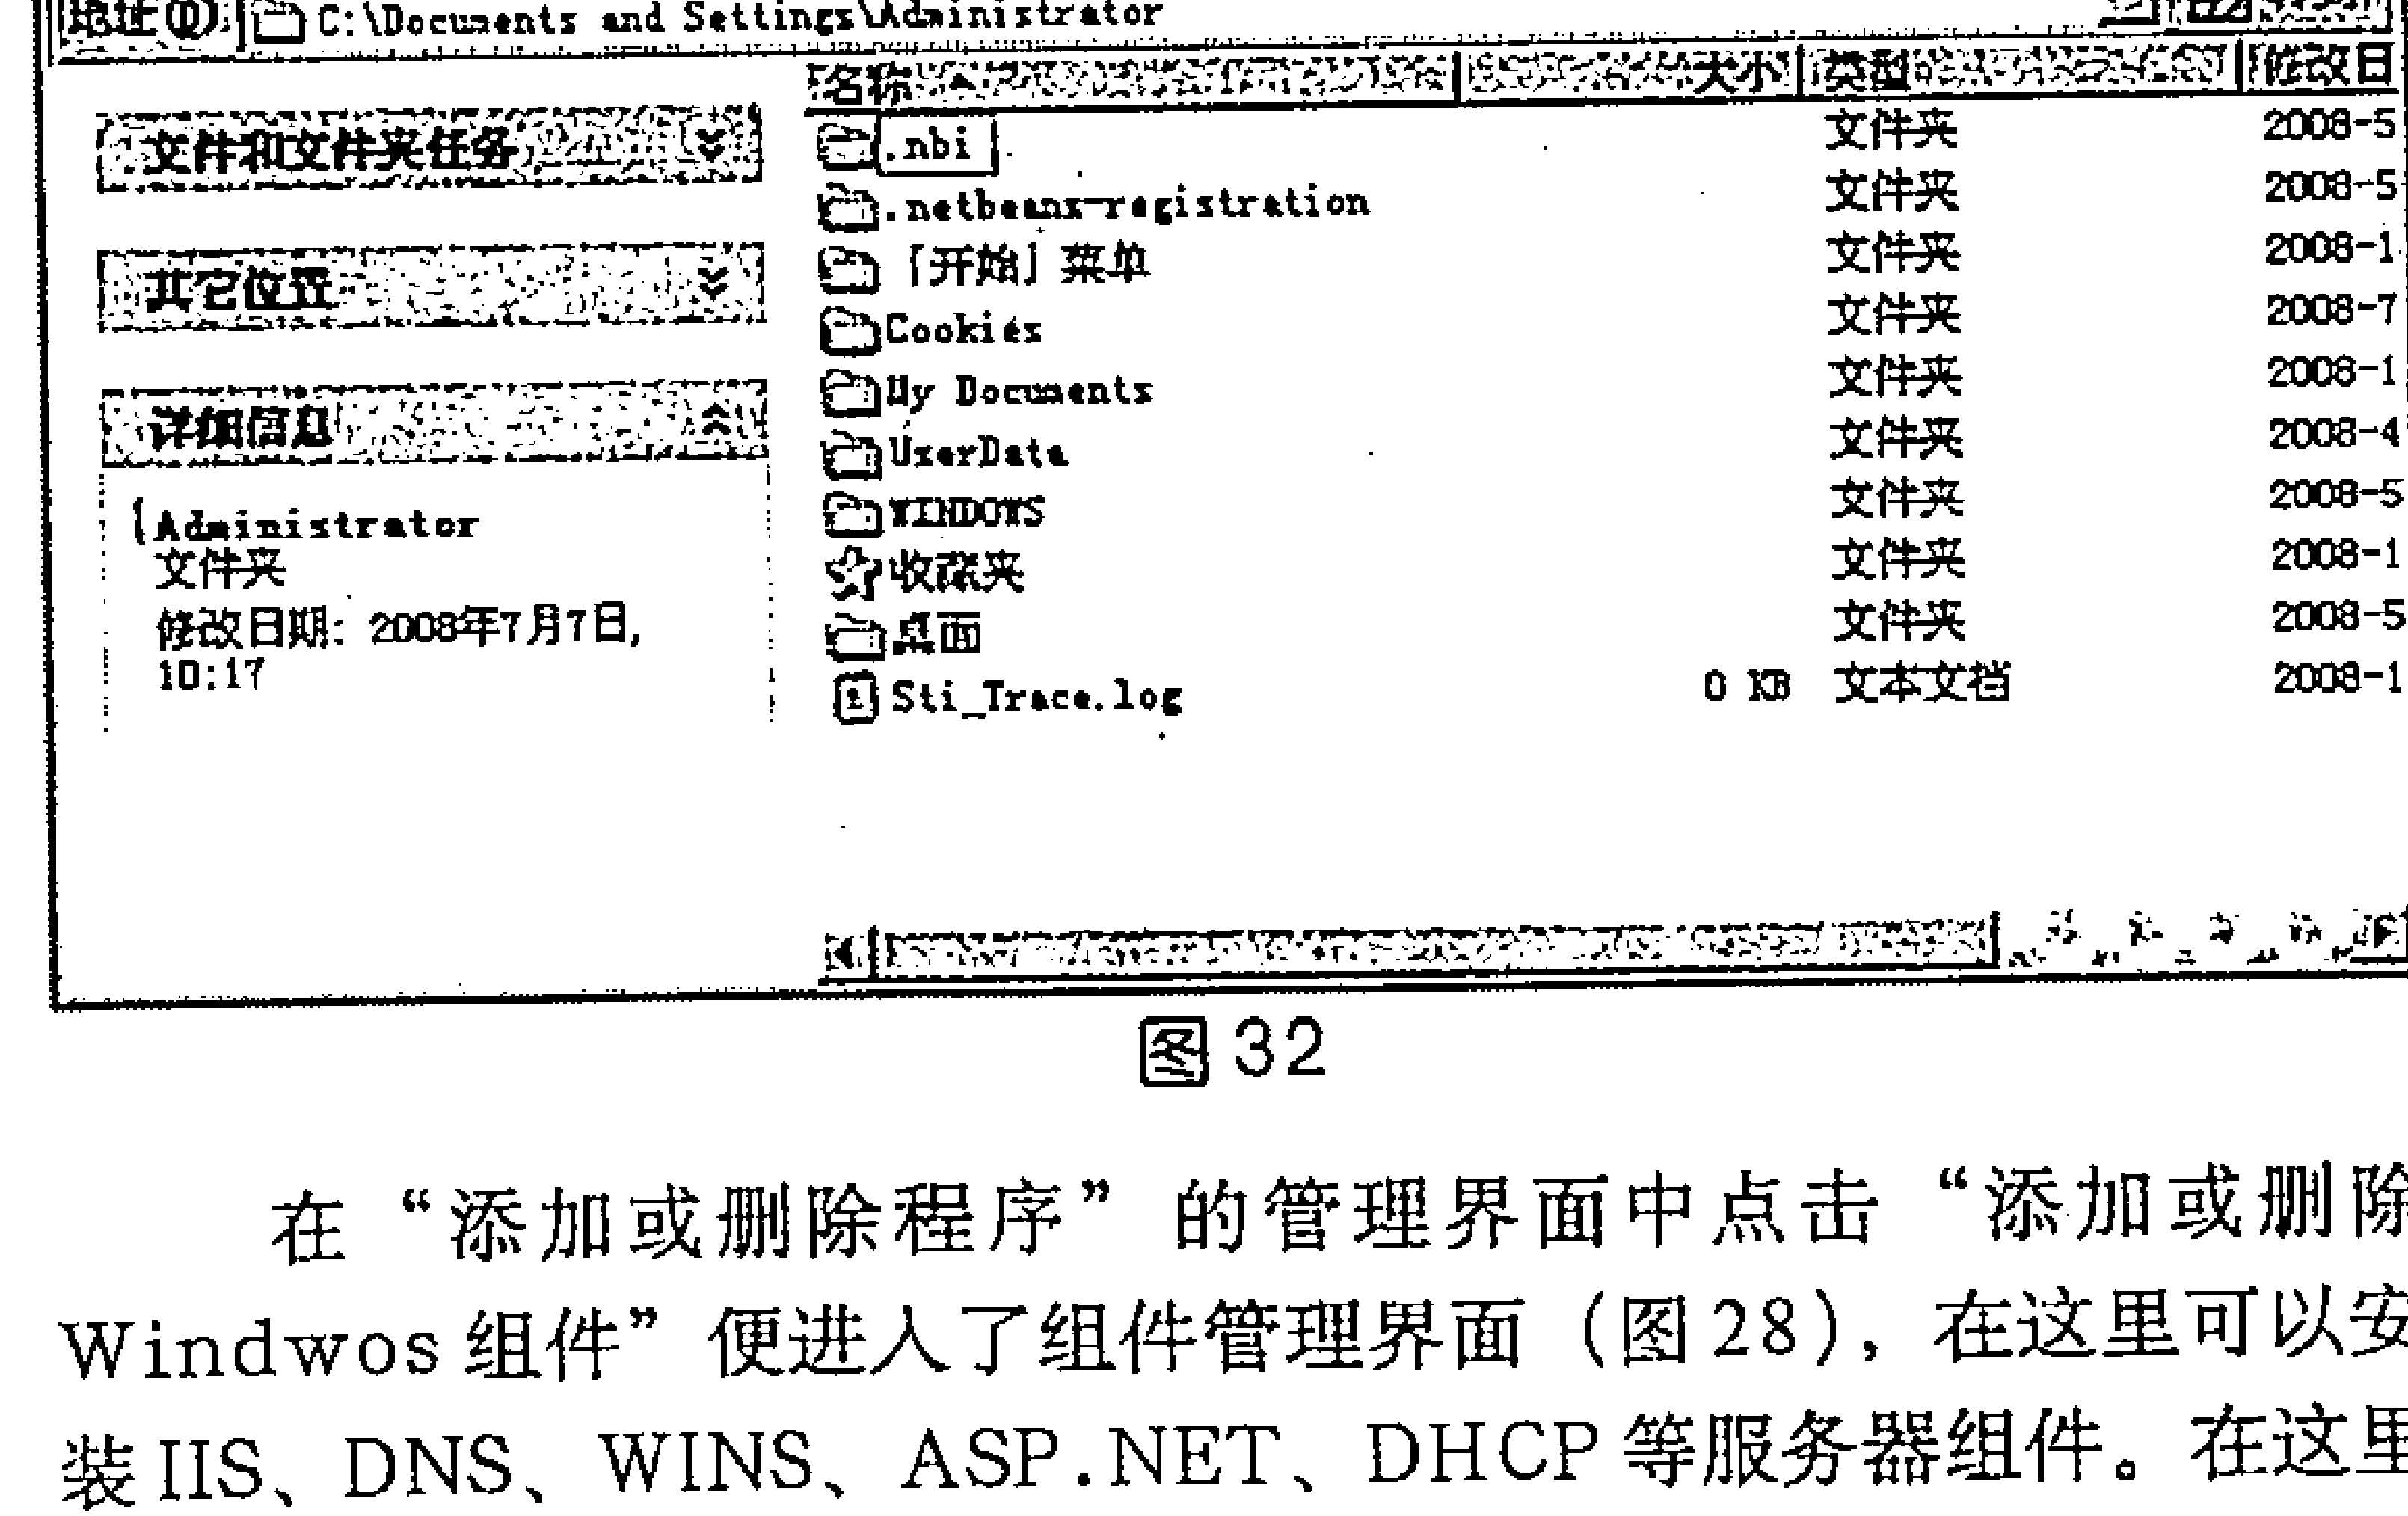 地址(D) C:\Documents and Settings\Administrator
名称 大小 类型 修改日
文件和文件夹任务
其它位置
详细信息
Administrator
文件夹
修改日期: 2008年7月7日,
10:17
.nbi 文件夹 2008-5
.netbeans-registration 文件夹 2008-5
「开始」菜单 文件夹 2008-1
Cookies 文件夹 2008-7
My Documents 文件夹 2008-1
UserData 文件夹 2008-4
WINDOWS 文件夹 2008-5
收藏夹 文件夹 2008-1
桌面 文件夹 2008-5
Sti_Trace.log 0 KB 文本文档 2008-1
图 32
在“添加或删除程序”的管理界面中点击“添加或删除
Windwos 组件”便进入了组件管理界面（图 28），在这里可以安
装 IIS、DNS、WINS、ASP.NET、DHCP 等服务器组件。在这里